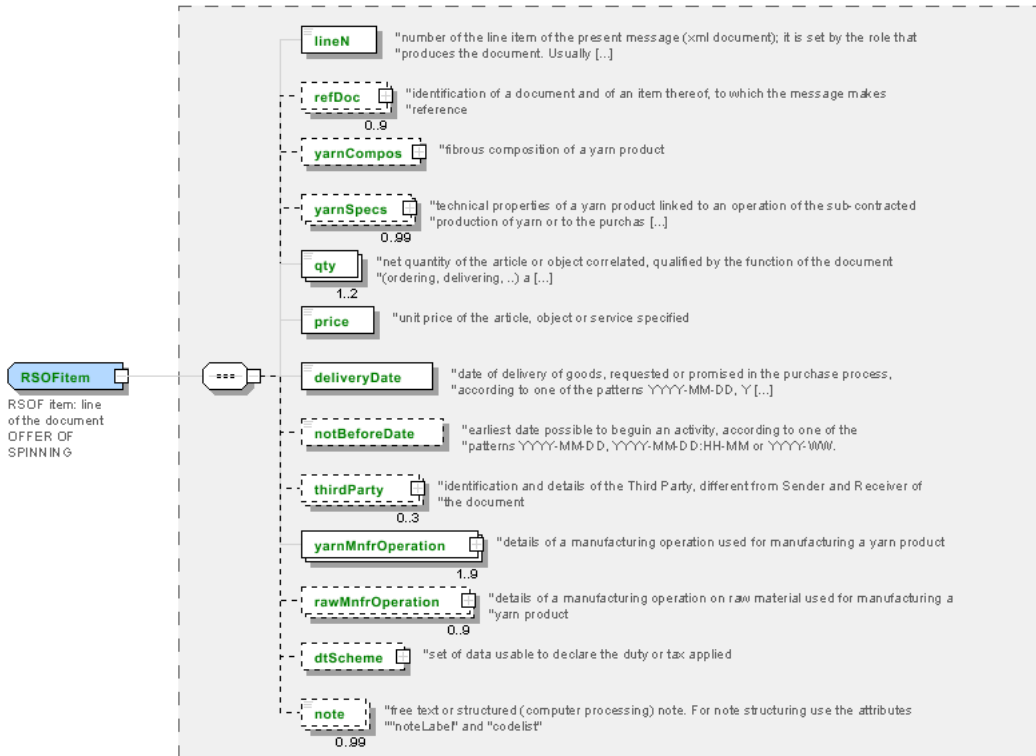 lineN
"number of the line item of the present message (xml document); it is set by the role that
"produces the document. Usually [...]
refDoc
"identification of a document and of an item thereof, to which the message makes
"reference
0..9
yarnCompos
"fibrous composition of a yarn product
yarnSpecs
"technical properties of a yarn product linked to an operation of the sub-contracted
"production of yarn or to the purchas [...]
0..99
qty
"net quantity of the article or object correlated, qualified by the function of the document
"(ordering, delivering, ..) a [...]
1..2
price
"unit price of the article, object or service specified
RSOFitem
RSOF item: line
of the document
OFFER OF
SPINNING
deliveryDate
"date of delivery of goods, requested or promised in the purchase process,
"according to one of the patterns YYYY-MM-DD, Y [...]
notBeforeDate
"earliest date possible to beguin an activity, according to one of the
"patterns YYYY-MM-DD, YYYY-MM-DD:HH-MM or YYYY-WW.
thirdParty
"identification and details of the Third Party, different from Sender and Receiver of
"the document
0..3
yarnMnfrOperation
"details of a manufacturing operation used for manufacturing a yarn product
1..9
rawMnfrOperation
"details of a manufacturing operation on raw material used for manufacturing a
"yarn product
0..9
dtScheme
"set of data usable to declare the duty or tax applied
note
"free text or structured (computer processing) note. For note structuring use the attributes
""noteLabel" and "codelist"
0..99